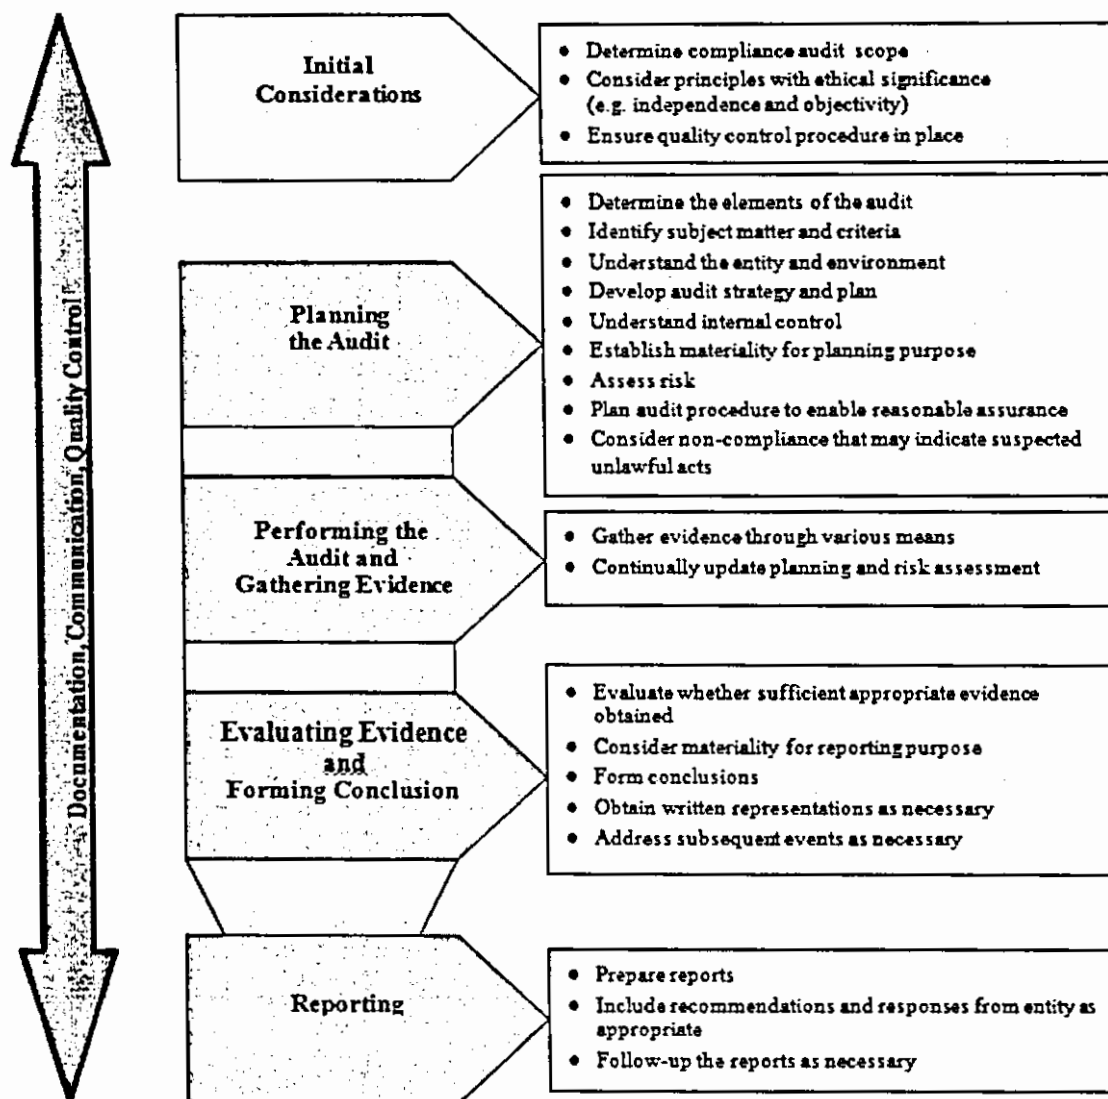 Documentation, Communication, Quality Control
Initial
Considerations
• Determine compliance audit scope
• Consider principles with ethical significance
(e.g. independence and objectivity)
• Ensure quality control procedure in place
Planning
the Audit
• Determine the elements of the audit
• Identify subject matter and criteria
• Understand the entity and environment
• Develop audit strategy and plan
• Understand internal control
• Establish materiality for planning purpose
• Assess risk
• Plan audit procedure to enable reasonable assurance
• Consider non-compliance that may indicate suspected
unlawful acts
Performing the
Audit and
Gathering Evidence
• Gather evidence through various means
• Continually update planning and risk assessment
Evaluating Evidence
and
Forming Conclusion
• Evaluate whether sufficient appropriate evidence
obtained
• Consider materiality for reporting purpose
• Form conclusions
• Obtain written representations as necessary
• Address subsequent events as necessary
Reporting
• Prepare reports
• Include recommendations and responses from entity as
appropriate
• Follow-up the reports as necessary